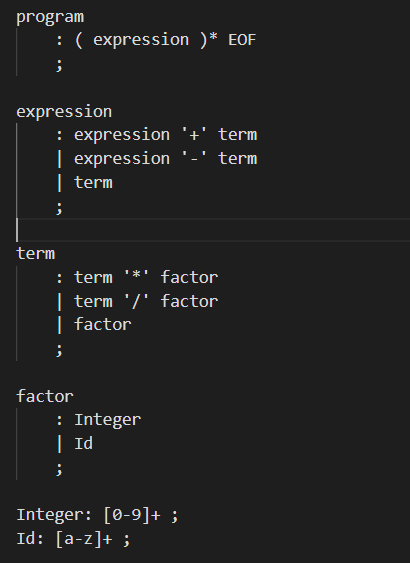 program
    : ( expression )* EOF
    ;

expression
    : expression '+' term
    | expression '-' term
    | term
    ;

term
    : term '*' factor
    | term '/' factor
    | factor
    ;

factor
    : Integer
    | Id
    ;

Integer: [0-9]+ ;
Id: [a-z]+ ;